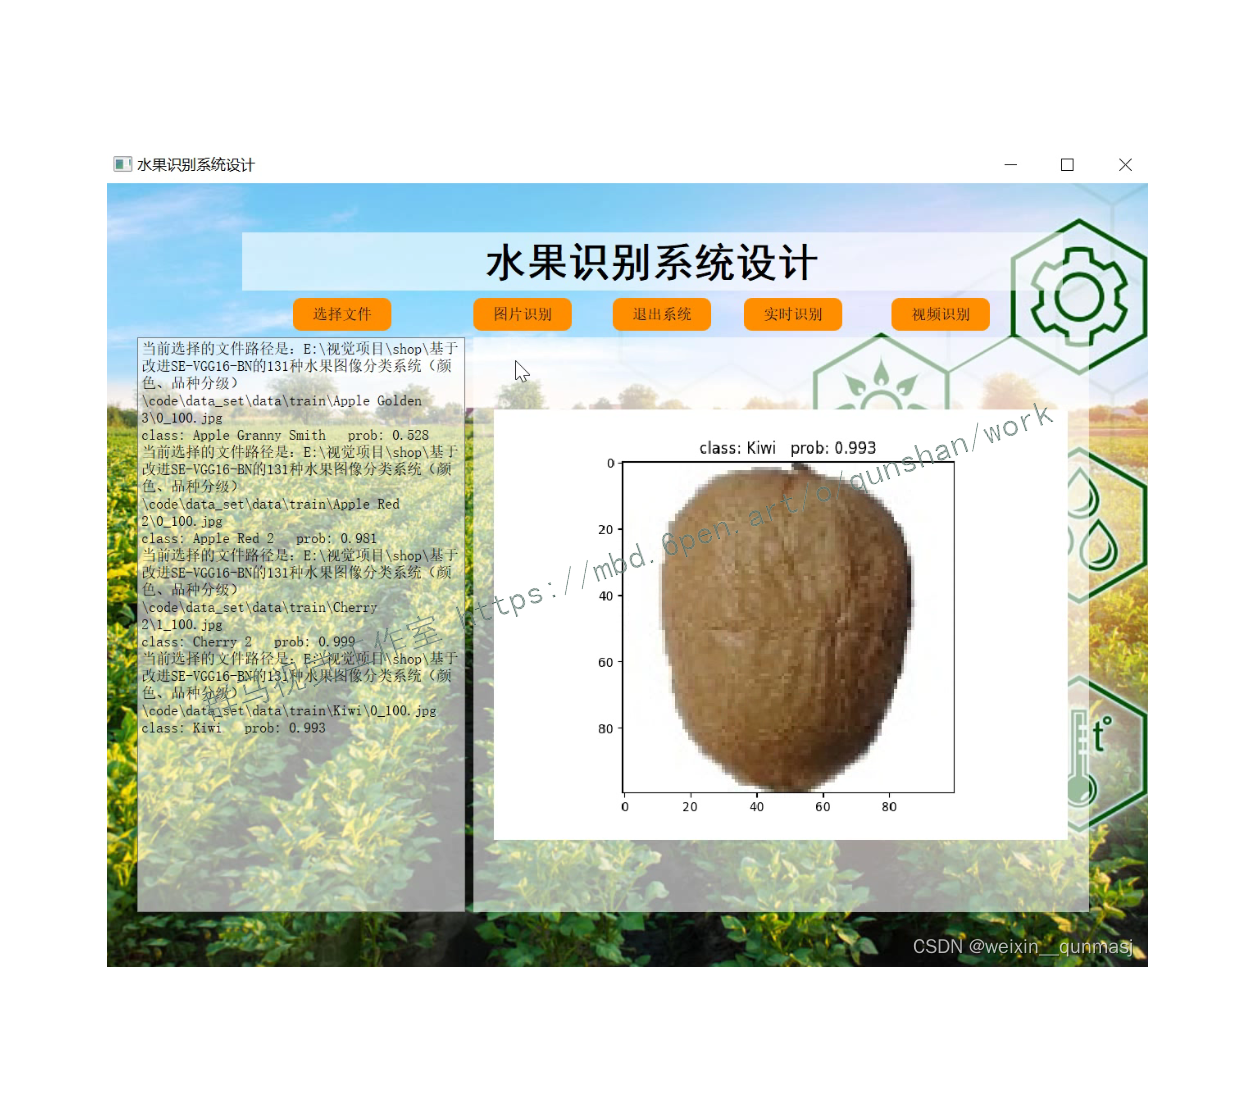 水果识别系统设计
水果识别系统设计
选择文件
图片识别
退出系统
实时识别
视频识别
当前选择的文件路径是: E:\视觉项目\shop\基于
改进SE-VGG16-BN的131种水果图像分类系统（颜
色、品种分级）
\code\data_set\data\train\Apple Golden
3\0_100.jpg
class: Apple Granny Smith   prob: 0.528
当前选择的文件路径是: E:\视觉项目\shop\基于
改进SE-VGG16-BN的131种水果图像分类系统（颜
色、品种分级）
\code\data_set\data\train\Apple Red
2\0_100.jpg
class: Apple Red 2   prob: 0.981
当前选择的文件路径是: E:\视觉项目\shop\基于
改进SE-VGG16-BN的131种水果图像分类系统（颜
色、品种分级）
\code\data_set\data\train\Cherry
2\1_100.jpg
class: Cherry 2   prob: 0.999
当前选择的文件路径是: E:\视觉项目\shop\基于
改进SE-VGG16-BN的131种水果图像分类系统（颜
色、品种分级）
\code\data_set\data\train\Kiwi\0_100.jpg
class: Kiwi   prob: 0.993
class: Kiwi   prob: 0.993
0
20
40
60
80
0 20 40 60 80
作室 https://mbd.6pen.art/o/qunshan/work
t°
CSDN @weixin__qunmasj